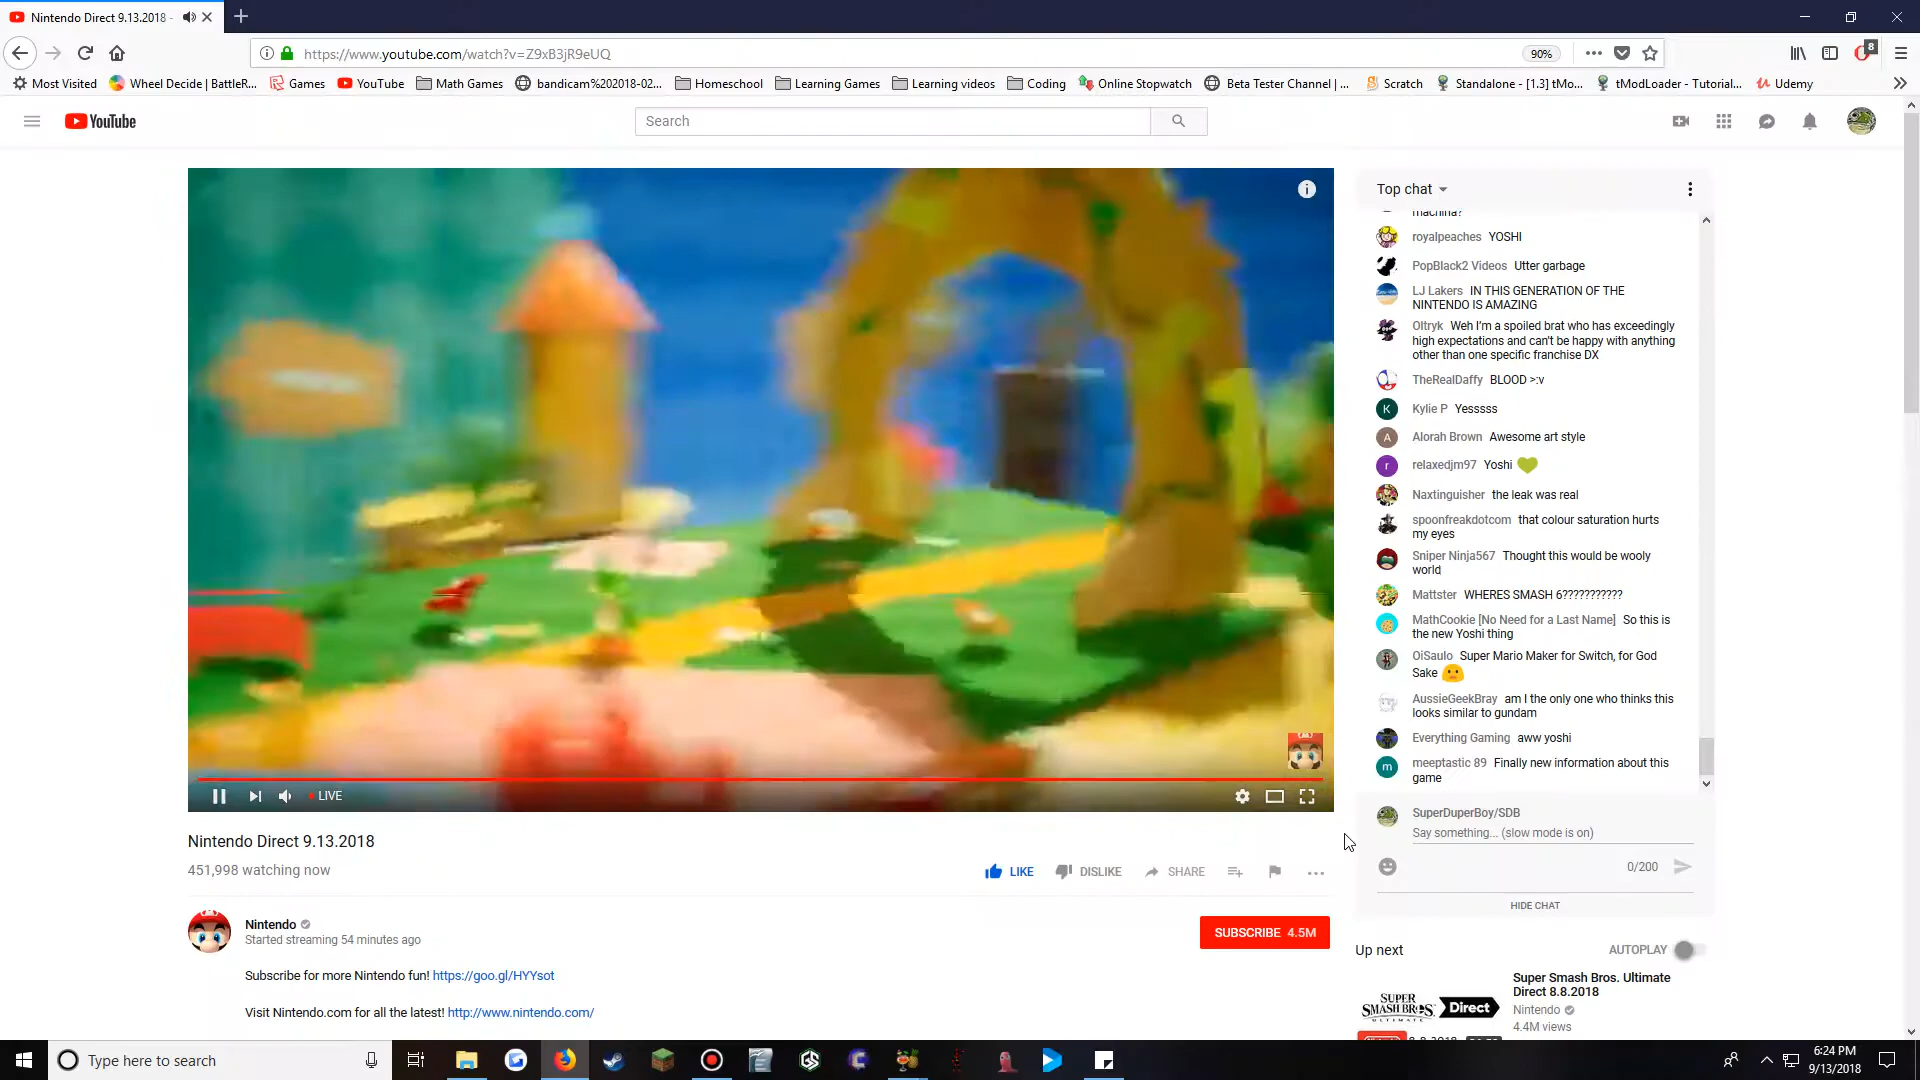 Nintendo Direct 9.13.2018 -
https://www.youtube.com/watch?v=Z9xB3jR9eUQ
90%
8
Most Visited
Wheel Decide | BattleR...
Games
YouTube
Math Games
bandicam%202018-02...
Homeschool
Learning Games
Learning videos
Coding
Online Stopwatch
Beta Tester Channel | ...
Scratch
Standalone - [1.3] tMo...
tModLoader - Tutorial...
Udemy
YouTube
Search
Top chat
machina?
royalpeaches YOSHI
PopBlack2 Videos Utter garbage
LJ Lakers IN THIS GENERATION OF THE
NINTENDO IS AMAZING
Oltryk Weh I'm a spoiled brat who has exceedingly
high expectations and can't be happy with anything
other than one specific franchise DX
TheRealDaffy BLOOD >:v
K
Kylie P Yesssss
A
Alorah Brown Awesome art style
r
relaxedjm97 Yoshi
Naxtinguisher the leak was real
spoonfreakdotcom that colour saturation hurts
my eyes
Sniper Ninja567 Thought this would be wooly
world
Mattster WHERES SMASH 6???????????
MathCookie [No Need for a Last Name] So this is
the new Yoshi thing
OiSaulo Super Mario Maker for Switch, for God
Sake
AussieGeekBray am I the only one who thinks this
looks similar to gundam
Everything Gaming aww yoshi
m
meeptastic 89 Finally new information about this
game
SuperDuperBoy/SDB
Say something... (slow mode is on)
0/200
HIDE CHAT
LIVE
Nintendo Direct 9.13.2018
451,998 watching now
LIKE
DISLIKE
SHARE
Nintendo
Started streaming 54 minutes ago
SUBSCRIBE 4.5M
Subscribe for more Nintendo fun! https://goo.gl/HYYsot
Visit Nintendo.com for all the latest! http://www.nintendo.com/
Up next
AUTOPLAY
SUPER
SMASH BROS.
ULTIMATE
Direct
Super Smash Bros. Ultimate
Direct 8.8.2018
Nintendo
4.4M views
Type here to search
6:24 PM
9/13/2018